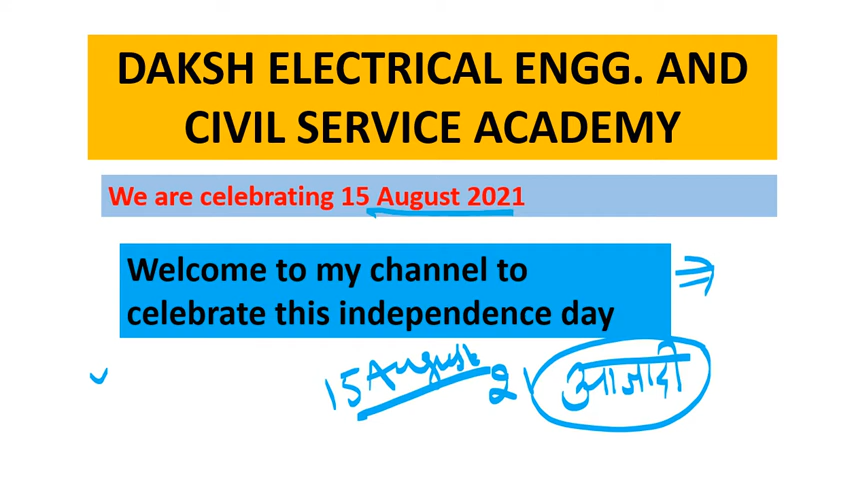 DAKSH ELECTRICAL ENGG. AND
CIVIL SERVICE ACADEMY
We are celebrating 15 August 2021
Welcome to my channel to
celebrate this independence day
15 August 21 आजादी